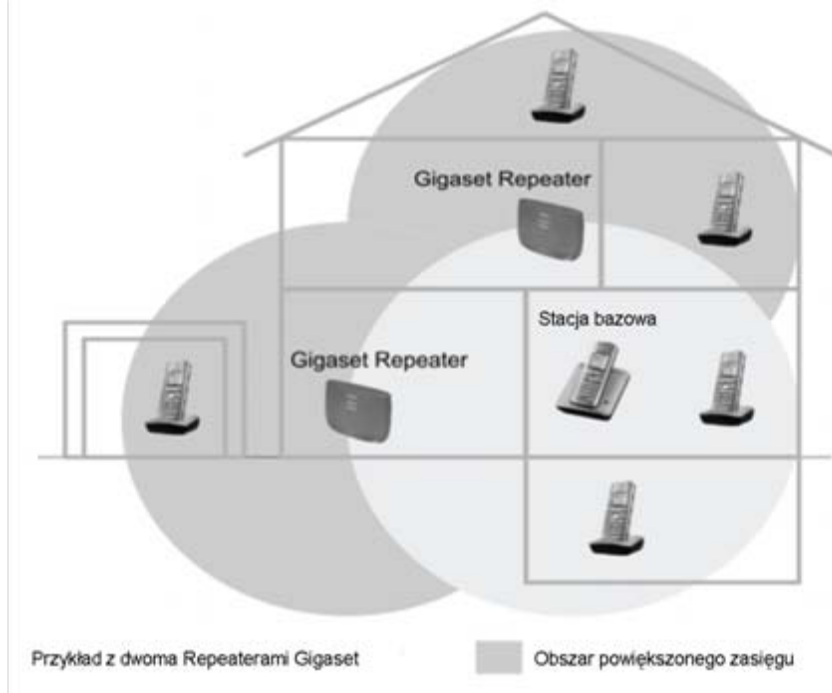 Gigaset Repeater
Stacja bazowa
Gigaset Repeater
Przykład z dwoma Repeaterami Gigaset
Obszar powiększonego zasięgu